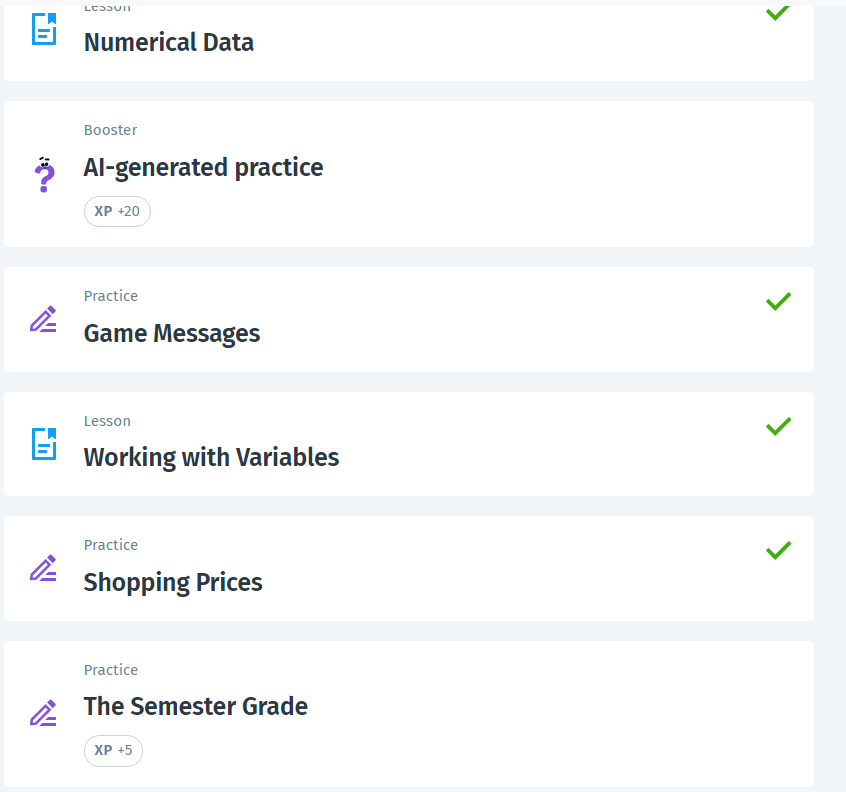 Lesson
Numerical Data
Booster
AI-generated practice
XP +20
Practice
Game Messages
Lesson
Working with Variables
Practice
Shopping Prices
Practice
The Semester Grade
XP +5